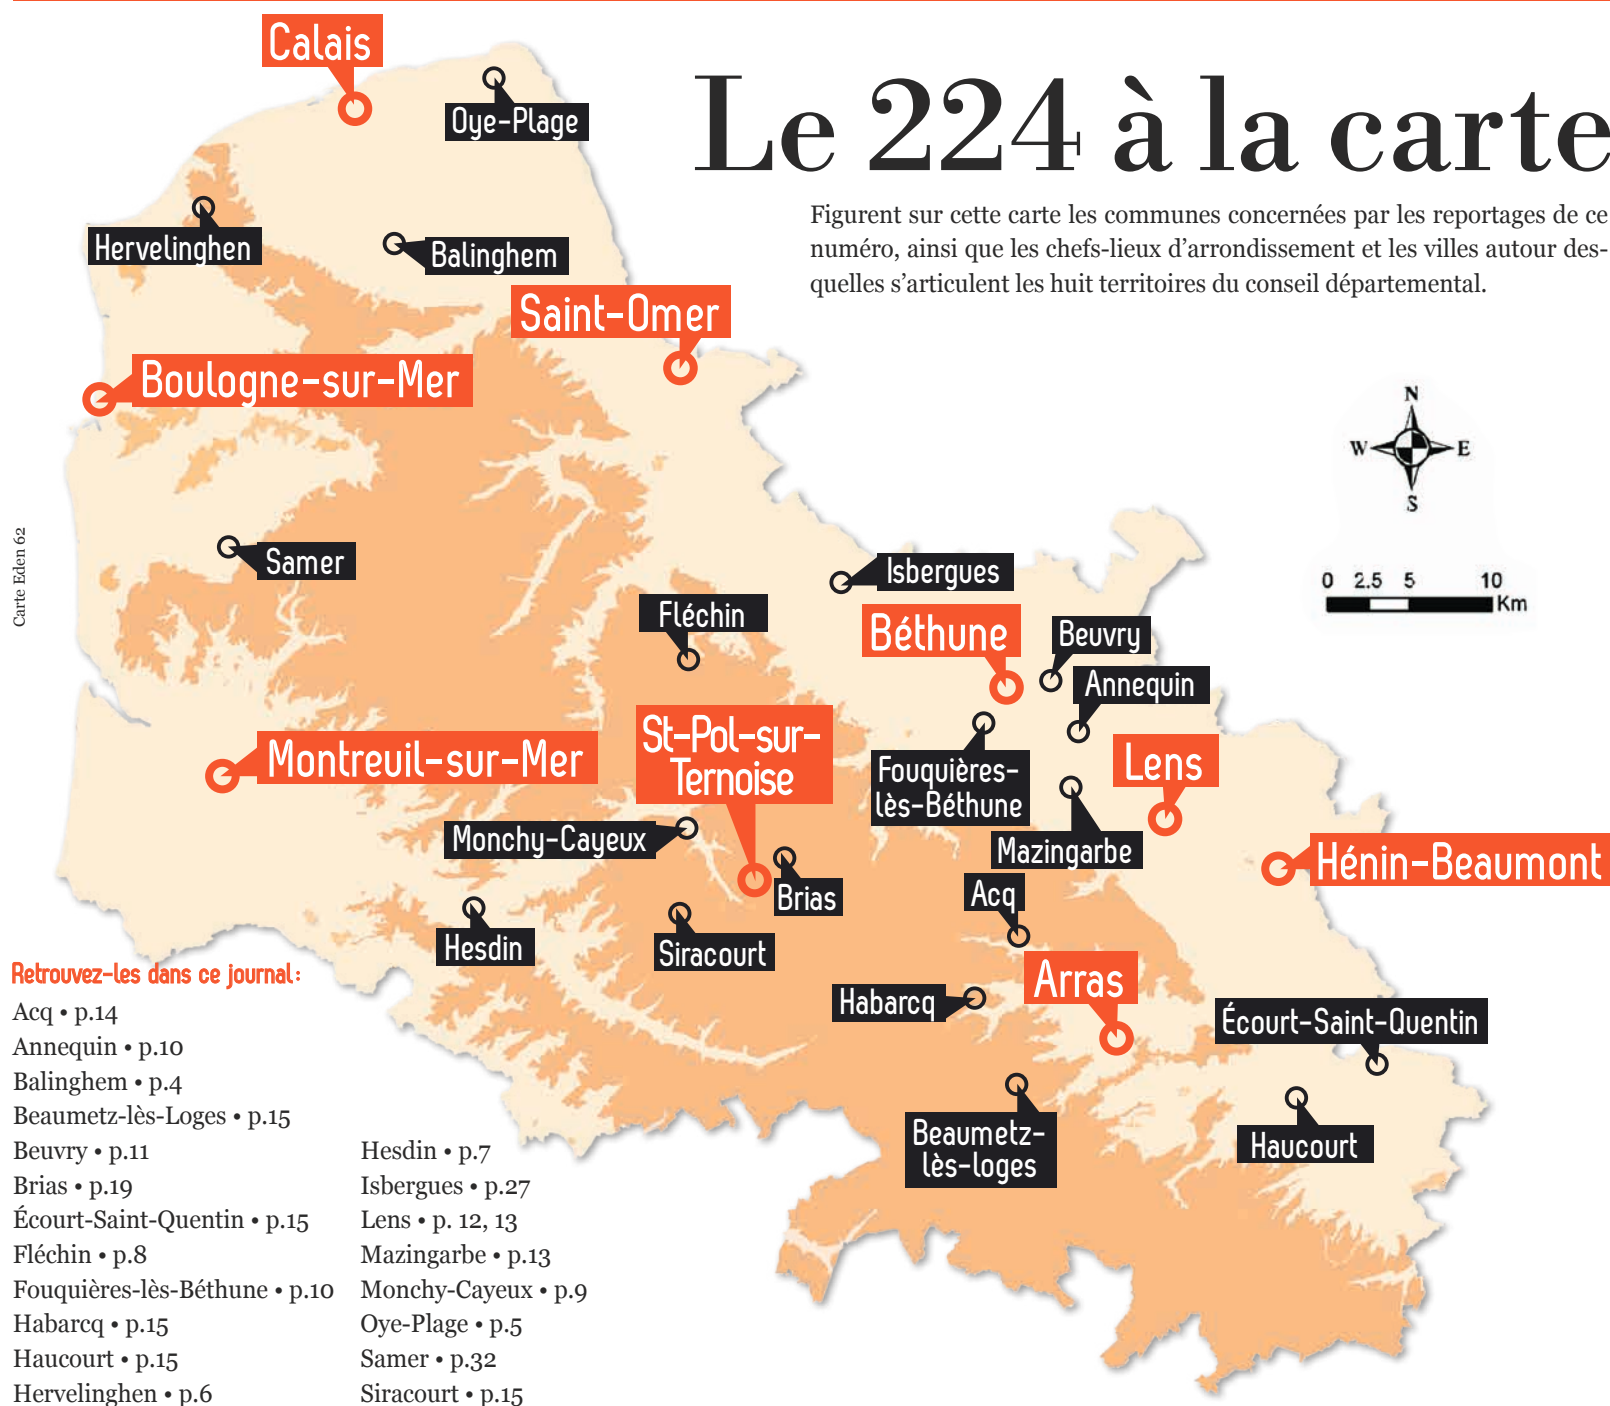 Le 224 à la carte
Figurent sur cette carte les communes concernées par les reportages de ce
numéro, ainsi que les chefs-lieux d’arrondissement et les villes autour des-
quelles s’articulent les huit territoires du conseil départemental.
Calais
Oye-Plage
Hervelinghen
Balinghem
Saint-Omer
Boulogne-sur-Mer
N
W
E
S
0 2.5 5 10
Km
Carte Eden 62
Samer
Isbergues
Fléchin
Béthune
Beuvry
Annequin
St-Pol-sur-
Ternoise
Montreuil-sur-Mer
Fouquières-
lès-Béthune
Lens
Monchy-Cayeux
Mazingarbe
Hénin-Beaumont
Brias
Acq
Hesdin
Siracourt
Arras
Habarcq
Écourt-Saint-Quentin
Beaumetz-
lès-loges
Haucourt
Retrouvez-les dans ce journal:
Acq • p.14
Annequin • p.10
Balinghem • p.4
Beaumetz-lès-Loges • p.15
Beuvry • p.11
Brias • p.19
Écourt-Saint-Quentin • p.15
Fléchin • p.8
Fouquières-lès-Béthune • p.10
Habarcq • p.15
Haucourt • p.15
Hervelinghen • p.6
Hesdin • p.7
Isbergues • p.27
Lens • p. 12, 13
Mazingarbe • p.13
Monchy-Cayeux • p.9
Oye-Plage • p.5
Samer • p.32
Siracourt • p.15